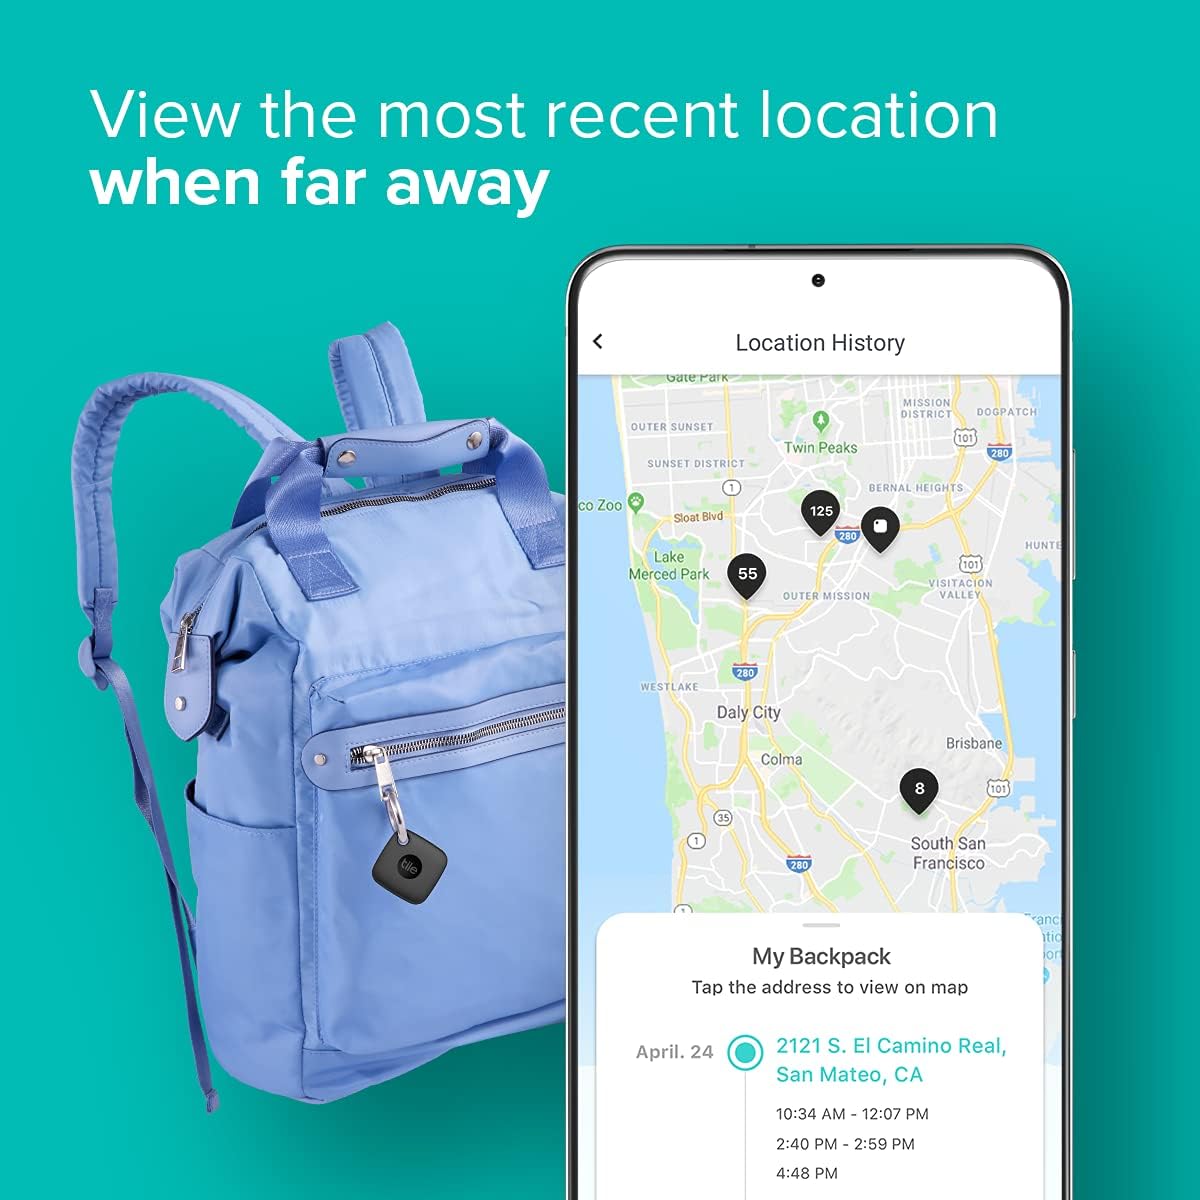 View the most recent location
when far away
Location History
Gate Park
MISSION
DISTRICT
DOGPATCH
OUTER SUNSET
101
Twin Peaks
280
SUNSET DISTRICT
1
BERNAL HEIGHTS
co Zoo
Sloat Blvd
125
280
Lake
Merced Park
HUNTE
55
101
VISITACION
VALLEY
OUTER MISSION
280
WESTLAKE
Daly City
Brisbane
Colma
8
101
35
1
South San
Francisco
280
1
Franc
tio
port
tile
My Backpack
Tap the address to view on map
April. 24
2121 S. El Camino Real,
San Mateo, CA
10:34 AM - 12:07 PM
2:40 PM - 2:59 PM
4:48 PM